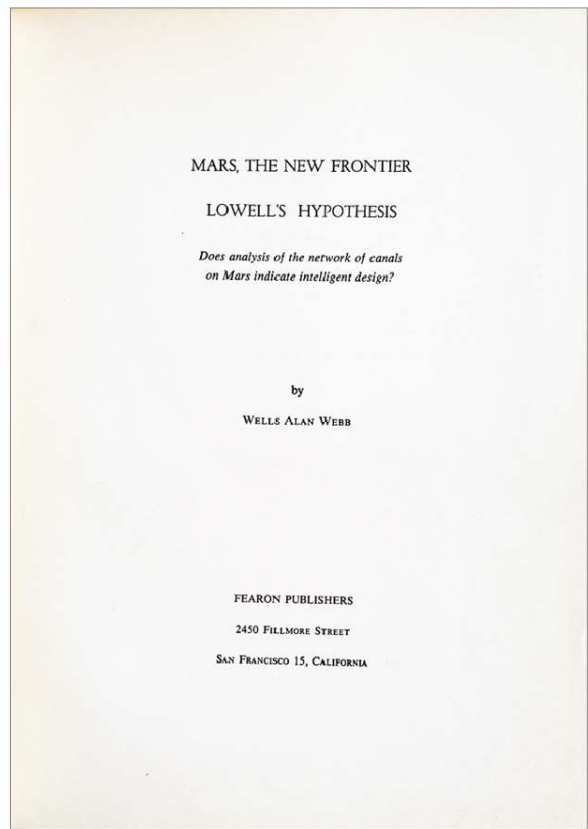 MARS, THE NEW FRONTIER
LOWELL'S HYPOTHESIS
Does analysis of the network of canals
on Mars indicate intelligent design?
by
WELLS ALAN WEBB
FEARON PUBLISHERS
2450 FILLMORE STREET
SAN FRANCISCO 15, CALIFORNIA